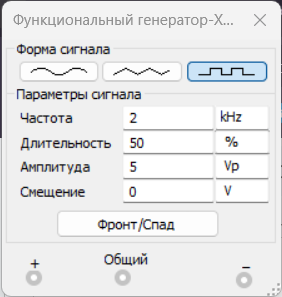 Функциональный генератор-X...
Форма сигнала
Параметры сигнала
Частота 2 kHz
Длительность 50 %
Амплитуда 5 Vp
Смещение 0 V
Фронт/Спад
+ Общий −